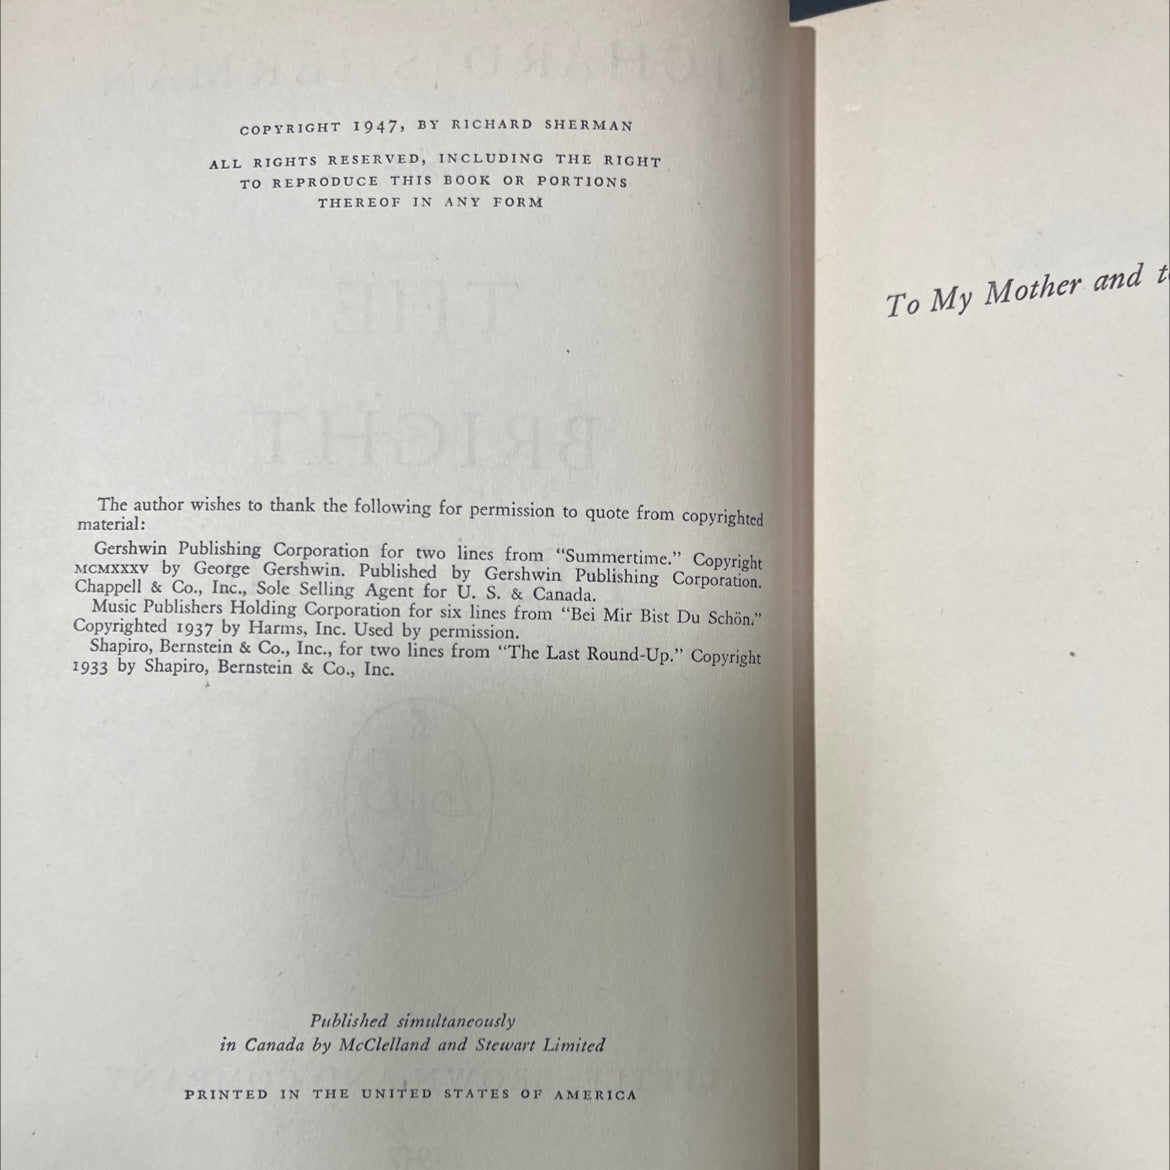 COPYRIGHT 1947, BY RICHARD SHERMAN
ALL RIGHTS RESERVED, INCLUDING THE RIGHT
TO REPRODUCE THIS BOOK OR PORTIONS
THEREOF IN ANY FORM
The author wishes to thank the following for permission to quote from copyrighted
material:
Gershwin Publishing Corporation for two lines from “Summertime.” Copyright
MCMXXXV by George Gershwin. Published by Gershwin Publishing Corporation.
Chappell & Co., Inc., Sole Selling Agent for U. S. & Canada.
Music Publishers Holding Corporation for six lines from “Bei Mir Bist Du Schön.”
Copyrighted 1937 by Harms, Inc. Used by permission.
Shapiro, Bernstein & Co., Inc., for two lines from “The Last Round-Up.” Copyright
1933 by Shapiro, Bernstein & Co., Inc.
Published simultaneously
in Canada by McClelland and Stewart Limited
PRINTED IN THE UNITED STATES OF AMERICA
To My Mother and